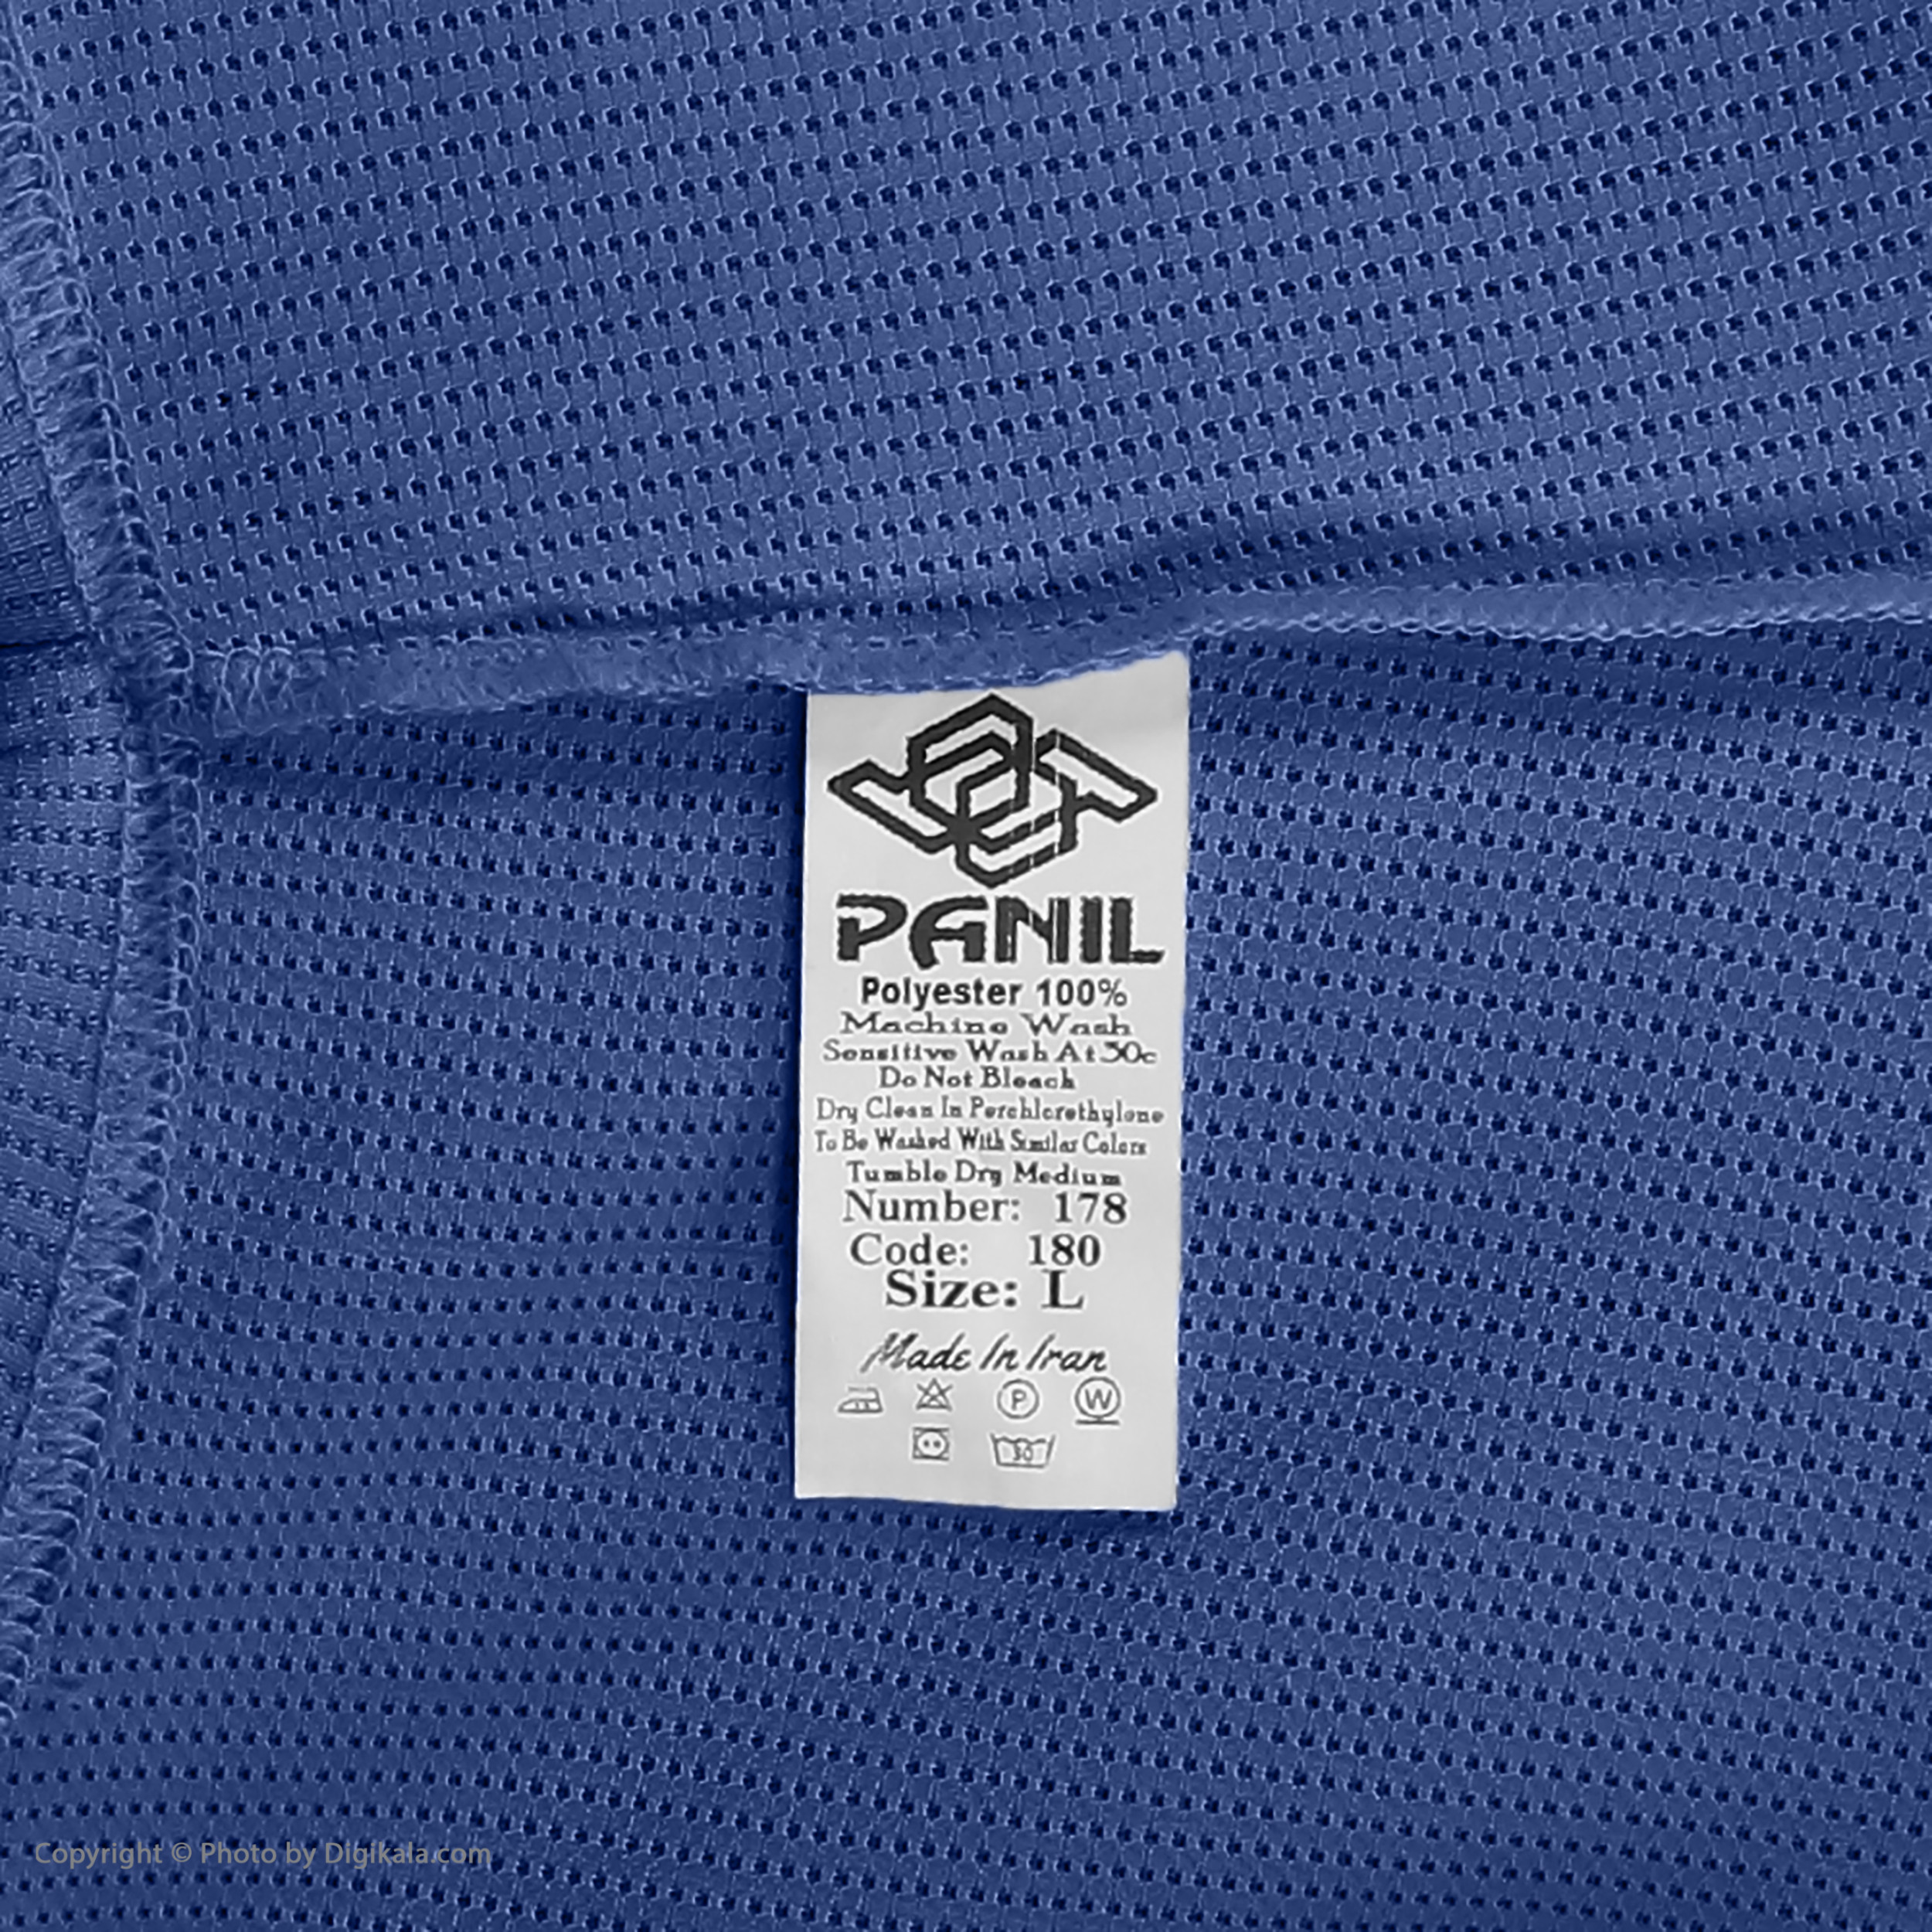 PANIL
Polyester 100%
Machine Wash
Sensitive Wash At 30c
Do Not Bleach
Dry Clean In Perchlorethylene
To Be Washed With Similar Colors
Tumble Dry Medium
Number: 178
Code: 180
Size: L
Made In Iran
P W
30
Copyright © Photo by Digikala.com